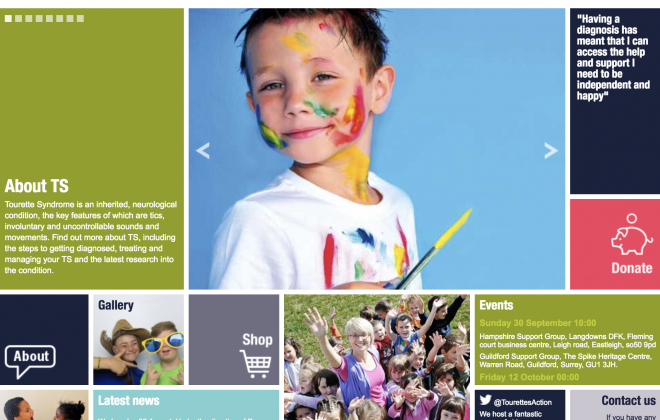 "Having a
diagnosis has
meant that I can
access the help
and support I
need to be
independent and
happy"
About TS
Tourette Syndrome is an inherited, neurological
condition, the key features of which are tics,
involuntary and uncontrollable sounds and
movements. Find out more about TS, including
the steps to getting diagnosed, treating and
managing your TS and the latest research into
the condition.
Donate
About
Gallery
Shop
Events
Sunday 30 September 10:00
Hampshire Support Group, Langdowns DFK, Fleming
court business centre, Leigh road, Eastleigh, so50 9pd
Guildford Support Group, The Spike Heritage Centre,
Warren Road, Guildford, Surrey, GU1 3JH.
Friday 12 October 00:00
Latest news
@TourettesAction
We host a fantastic
Contact us
If you have any